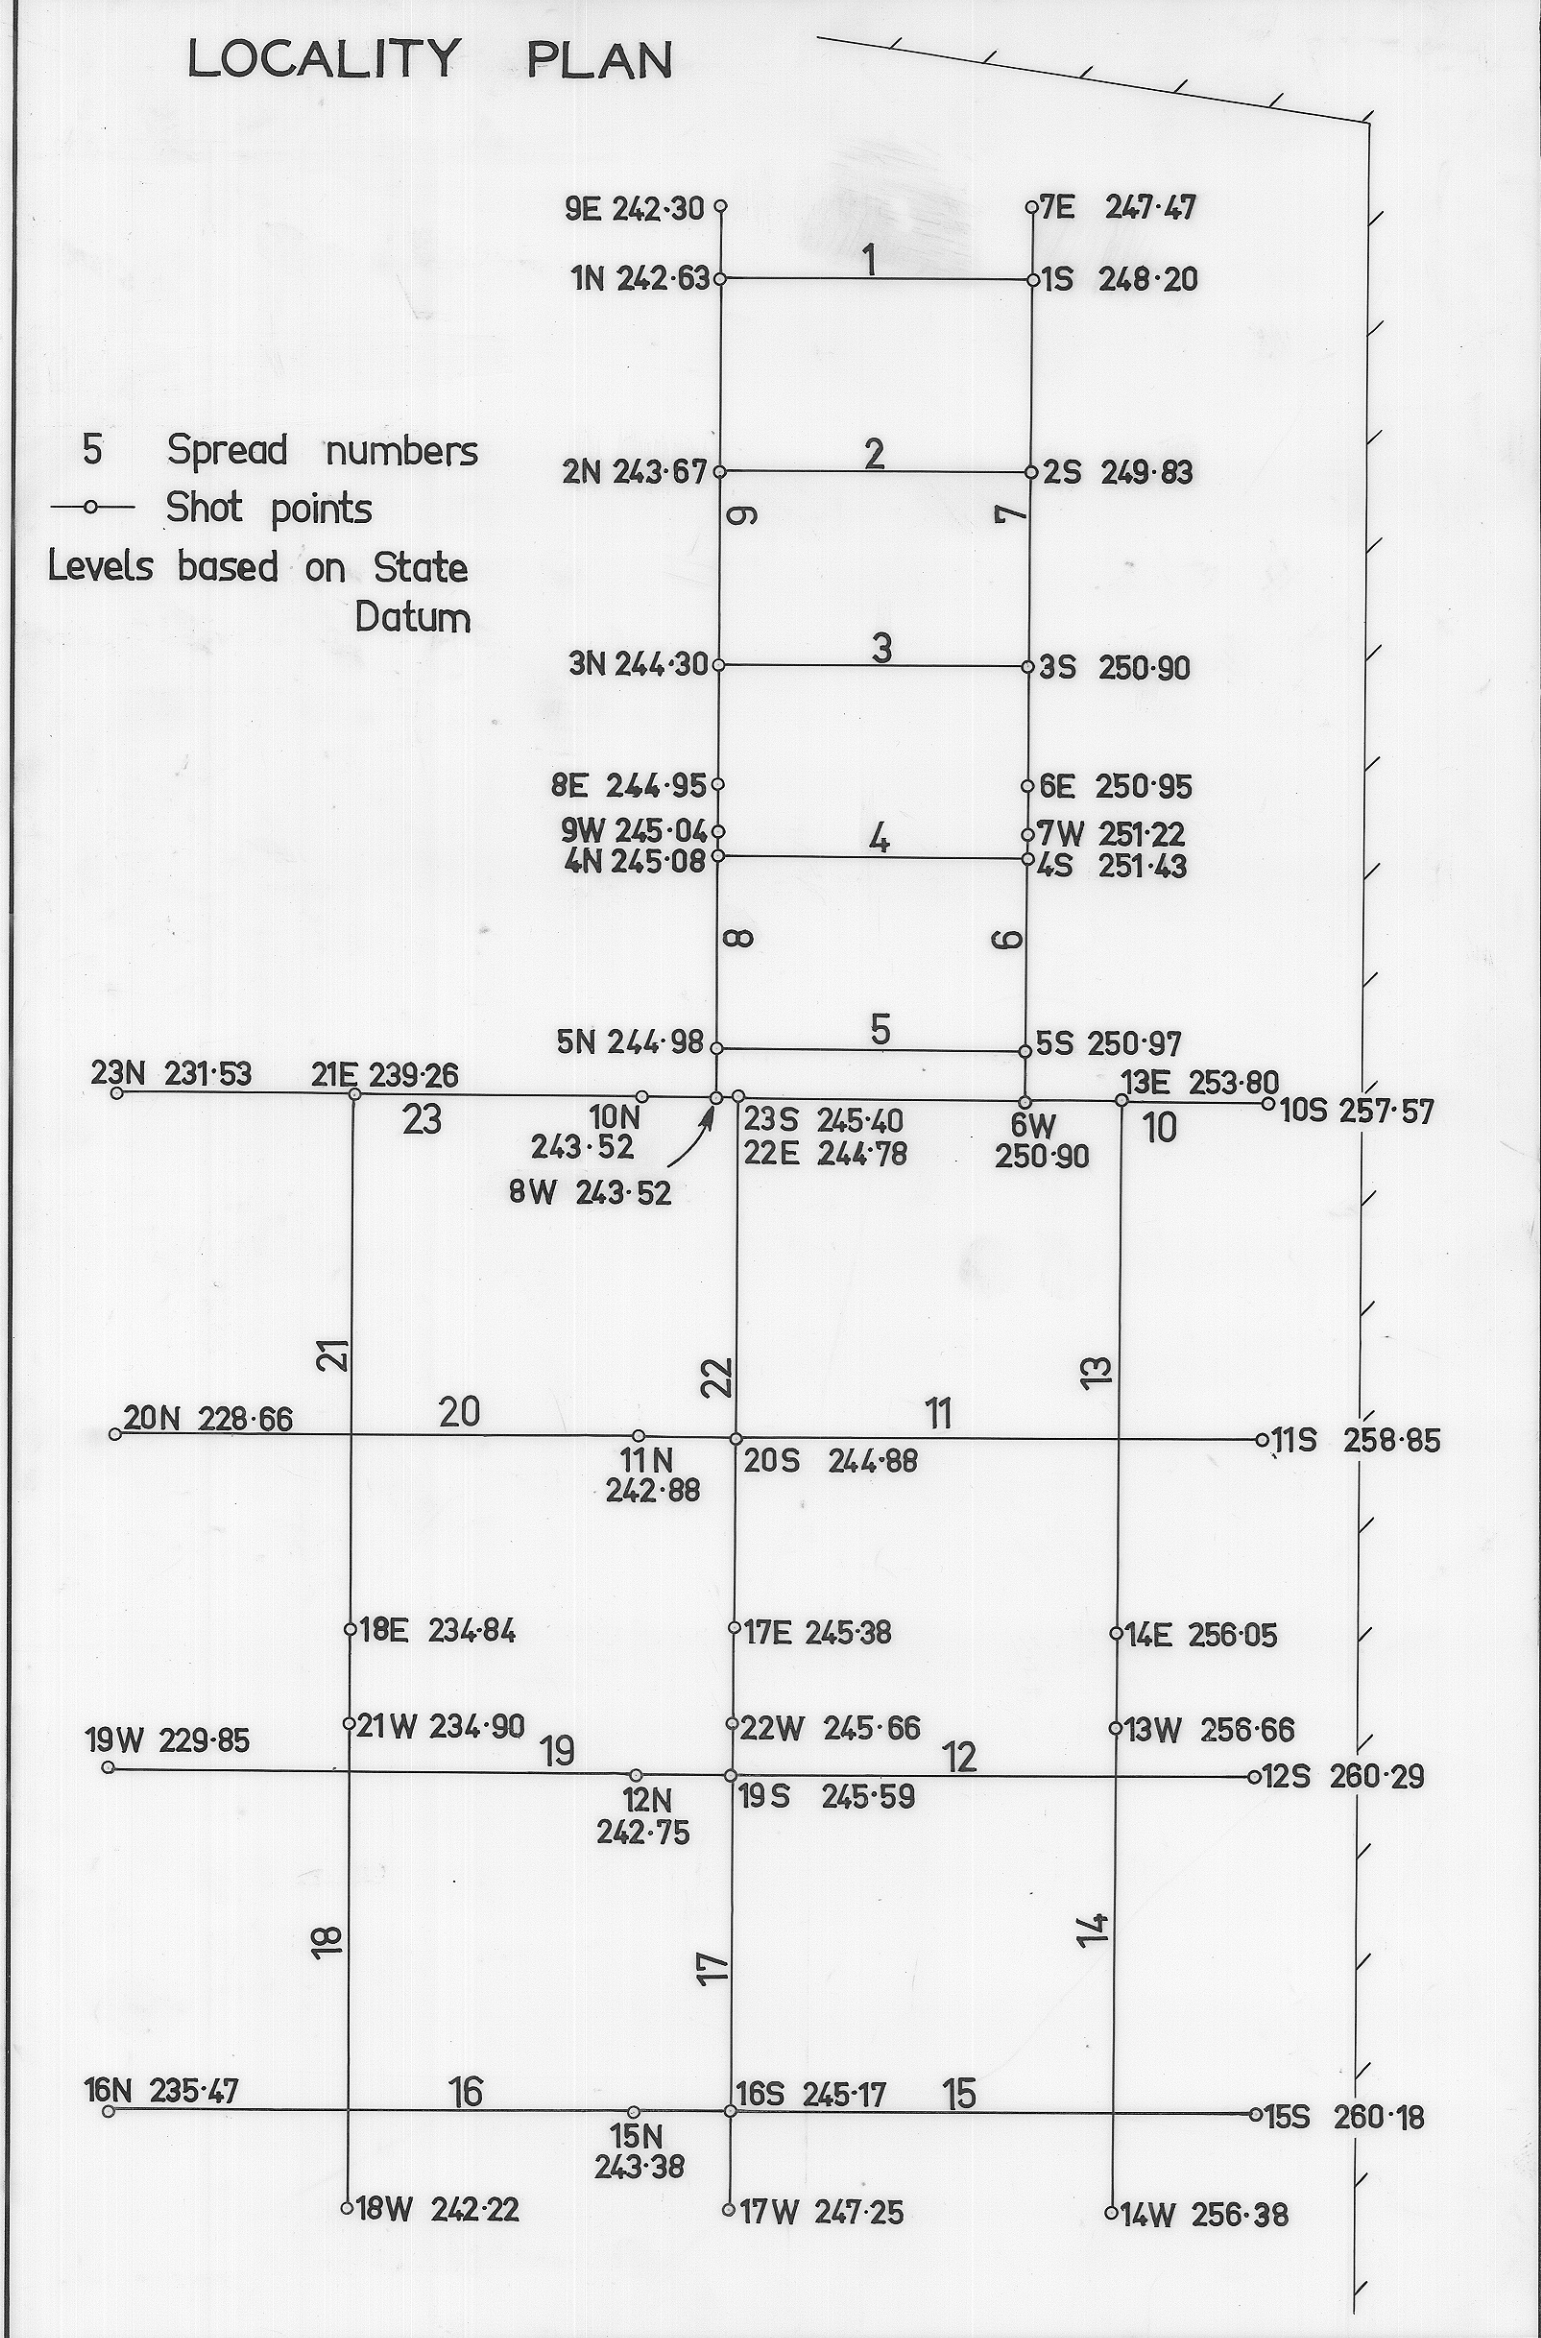 LOCALITY PLAN
9E 242·30
7E 247·47
1
1N 242·63
1S 248·20
5 Spread numbers
Shot points
Levels based on State
Datum
2
2N 243·67
2S 249·83
9
7
3
3N 244·30
3S 250·90
8E 244·95
6E 250·95
9W 245·04
7W 251·22
4
4N 245·08
4S 251·43
8
6
5
5N 244·98
5S 250·97
23N 231·53
21E 239·26
13E 253·80
10S 257·57
23
10N
243·52
8W 243·52
23S 245·40
22E 244·78
6W
250·90
10
21
22
13
20N 228·66
20
11
11N
242·88
20S 244·88
11S 258·85
18E 234·84
17E 245·38
14E 256·05
21W 234·90
22W 245·66
13W 256·66
19W 229·85
19
12
12N
242·75
19S 245·59
12S 260·29
18
17
14
16N 235·47
16
16S 245·17
15
15N
243·38
15S 260·18
18W 242·22
17W 247·25
14W 256·38